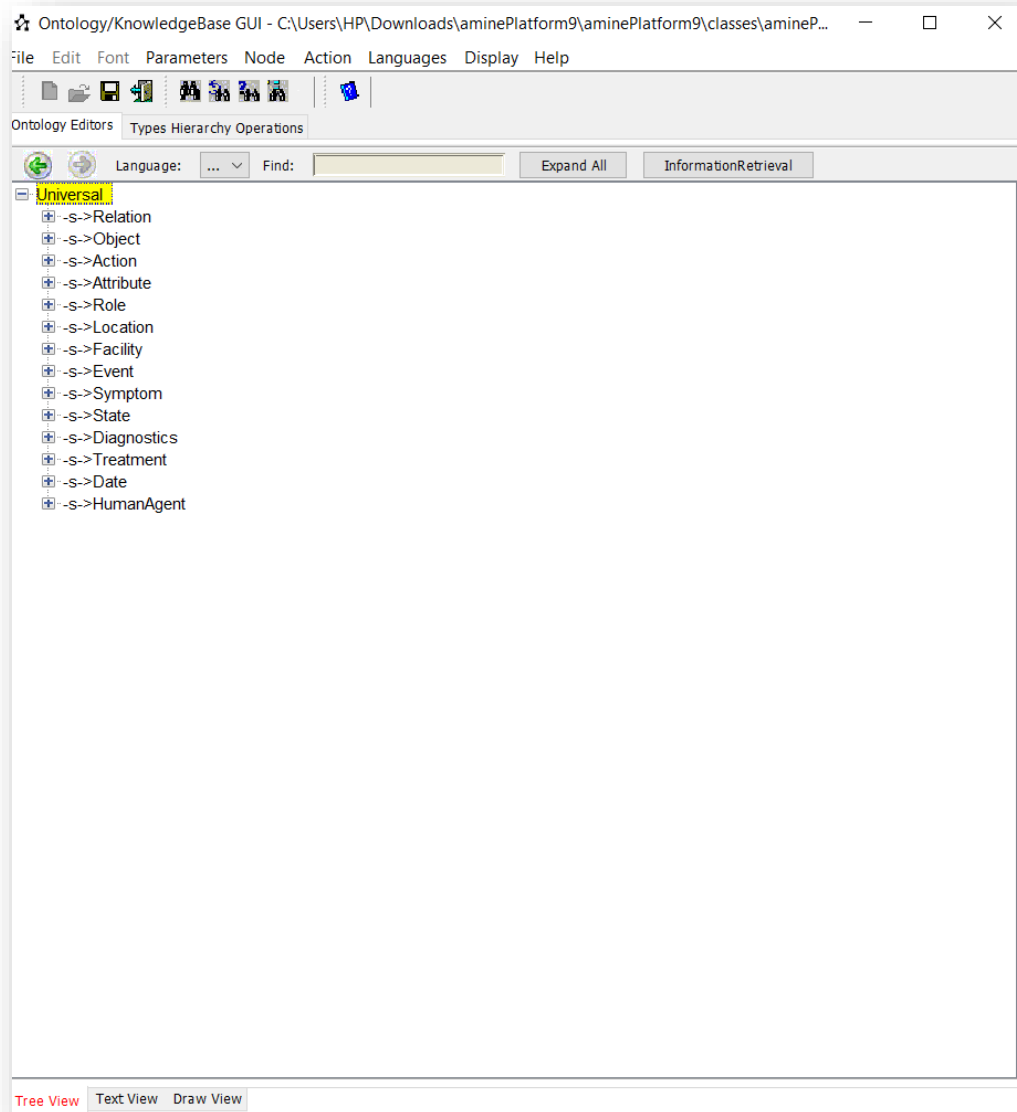 Ontology/KnowledgeBase GUI - C:\Users\HP\Downloads\aminePlatform9\aminePlatform9\classes\amineP...
File Edit Font Parameters Node Action Languages Display Help
Ontology Editors Types Hierarchy Operations
Language: ... Find: Expand All InformationRetrieval
Universal
-s->Relation
-s->Object
-s->Action
-s->Attribute
-s->Role
-s->Location
-s->Facility
-s->Event
-s->Symptom
-s->State
-s->Diagnostics
-s->Treatment
-s->Date
-s->HumanAgent
Tree View Text View Draw View